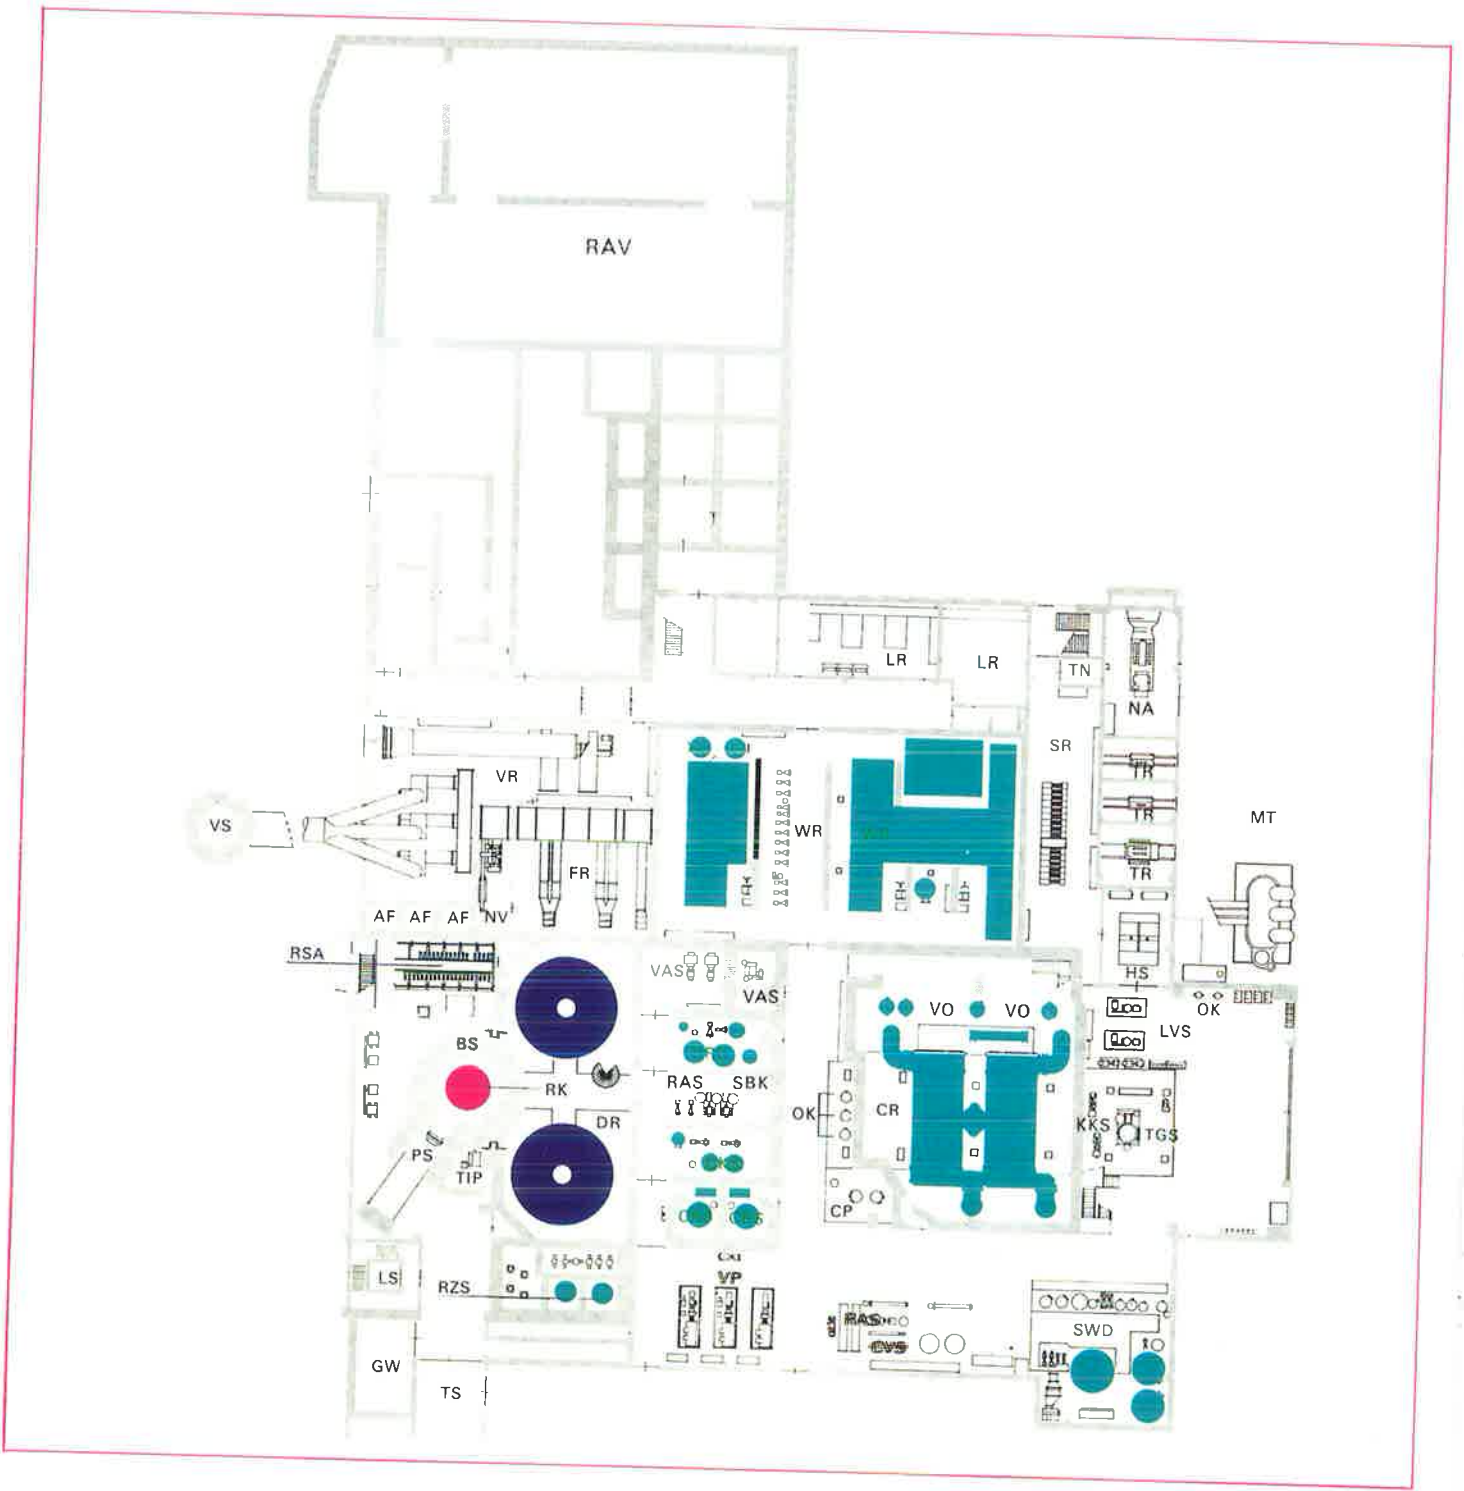 RAV
LR
LR
TN
NA
SR
VR
TR
TR
TR
VS
WR
MT
FR
AF AF AF NV
RSA
VAS
VAS
HS
OK
VO VO
LVS
BS
RK
RAS SBK
OK
CR
DR
KKS
TGS
PS
TIP
CP
LS
RZS
VP
RAS
SWD
GW
TS